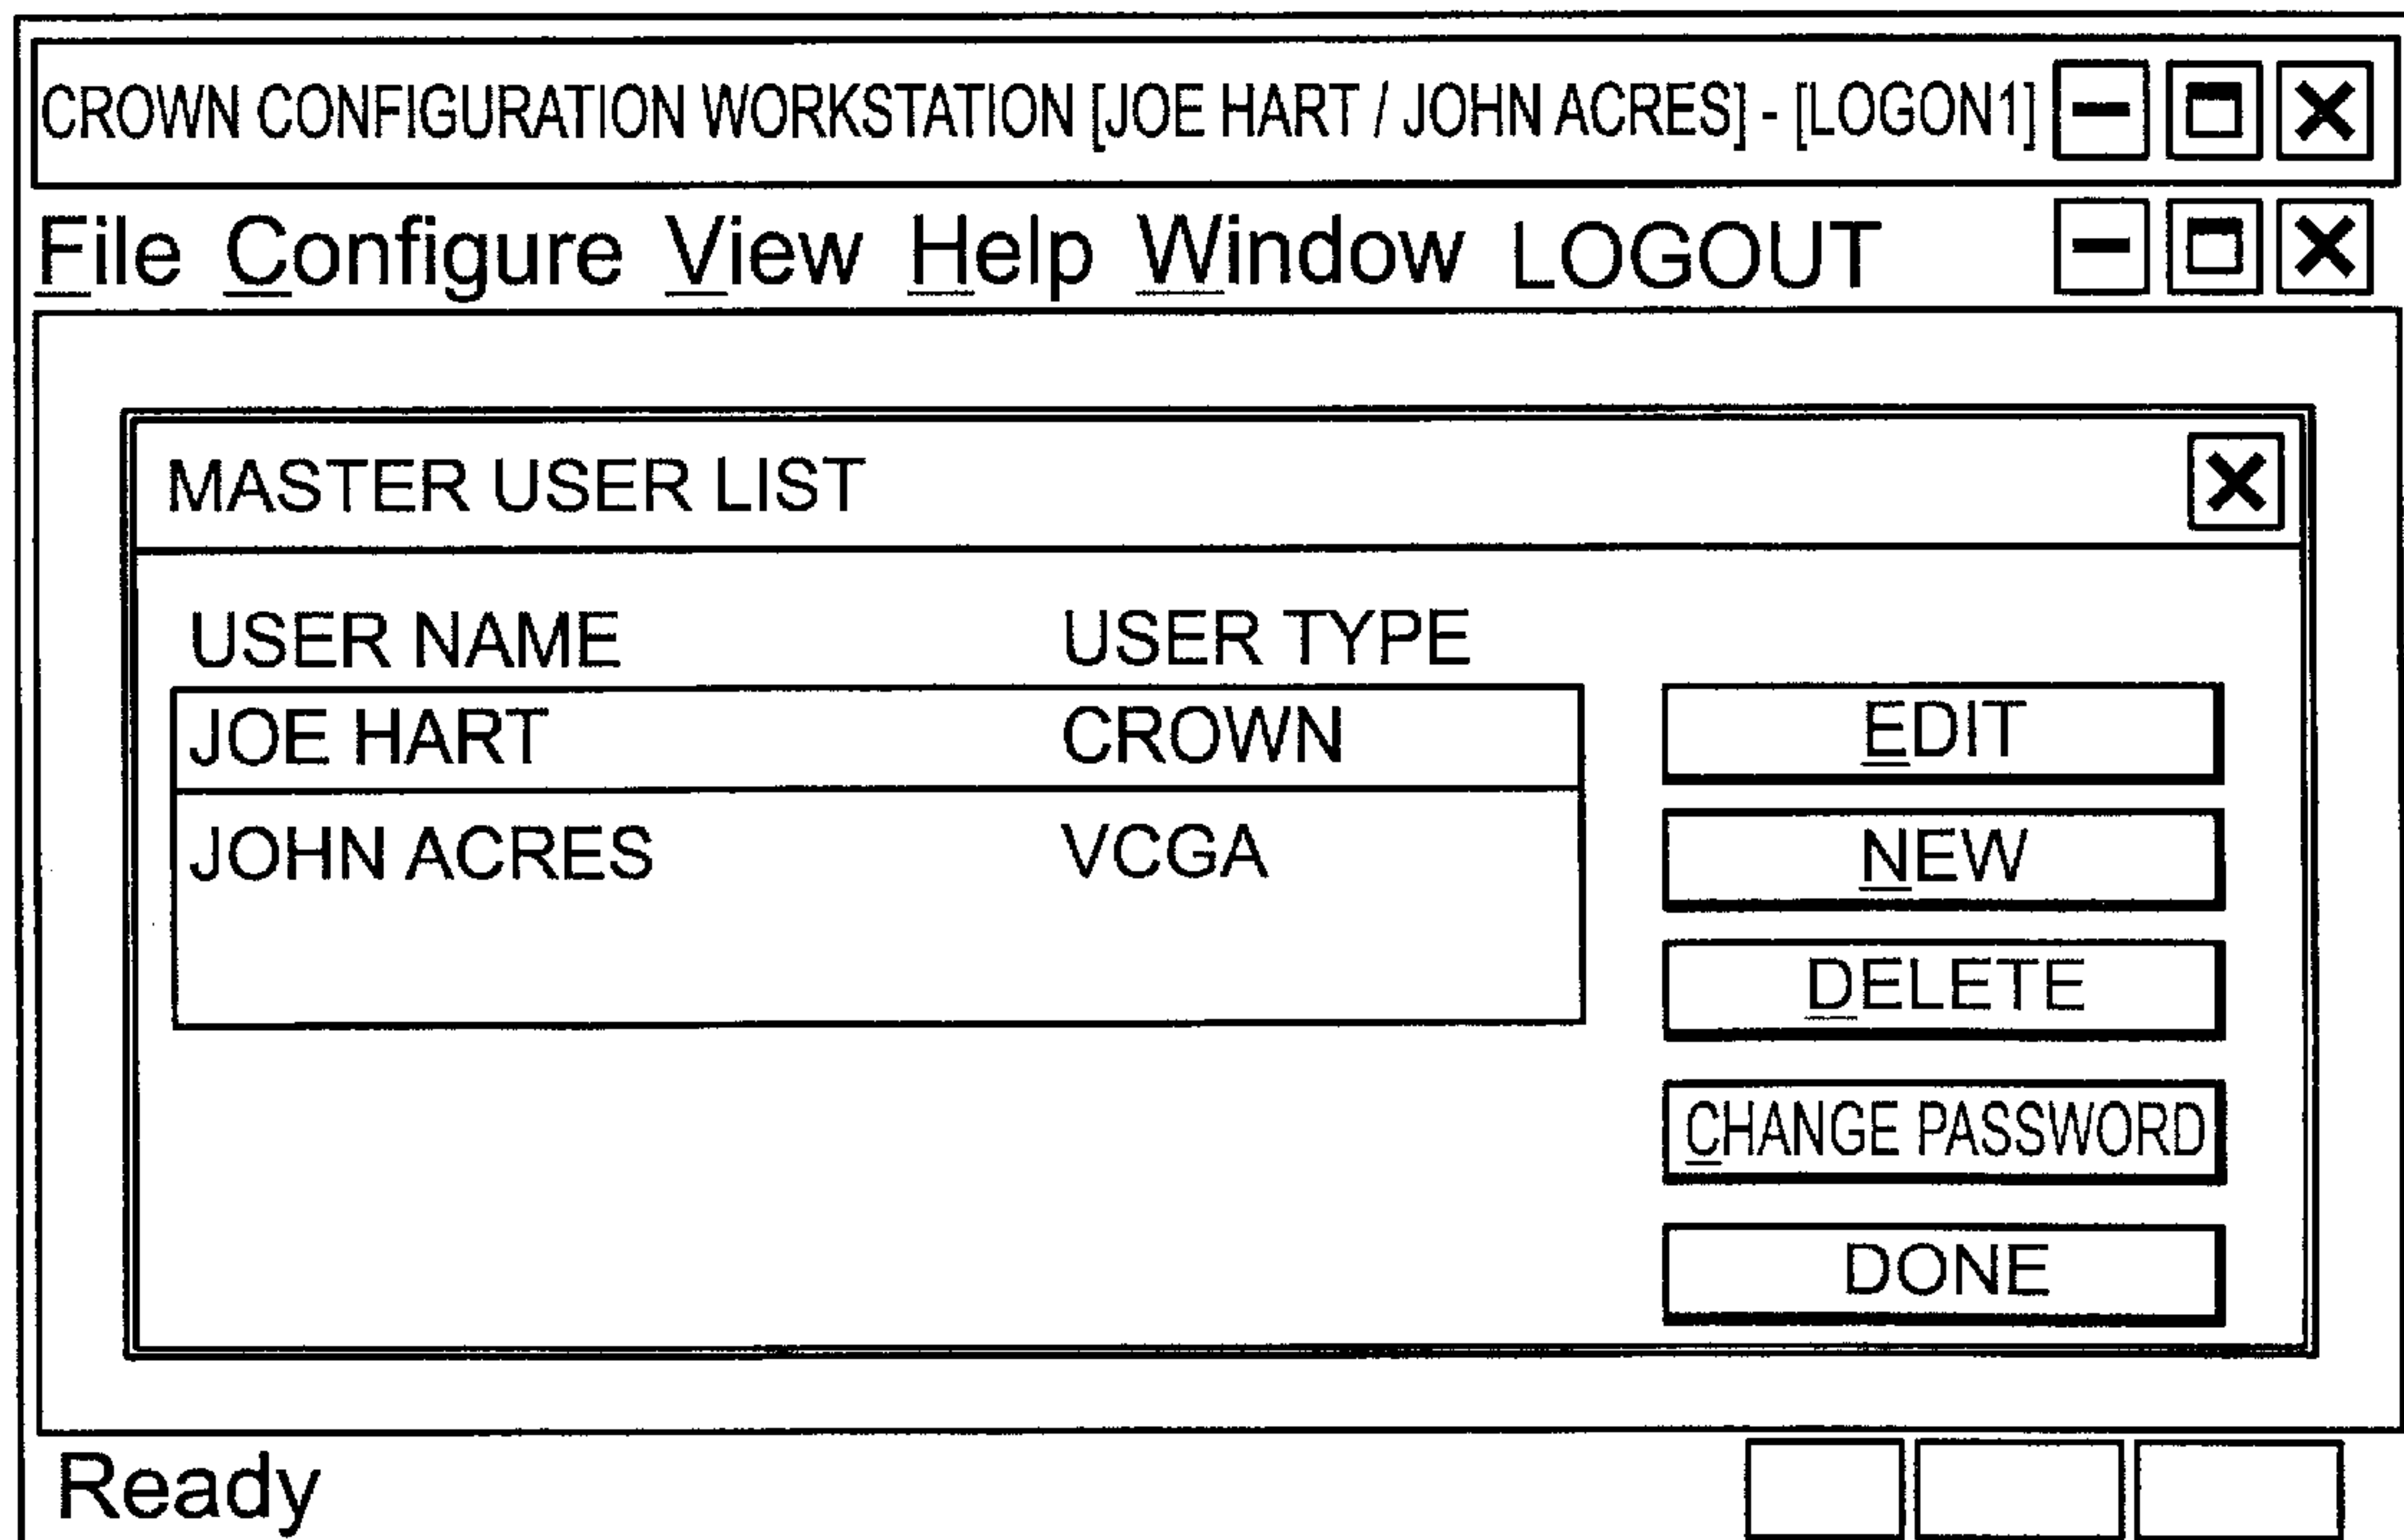 CROWN CONFIGURATION WORKSTATION [JOE HART / JOHN ACRES] - [LOGON1]
File Configure View Help Window LOGOUT
MASTER USER LIST
USER NAME USER TYPE
JOE HART CROWN EDIT
JOHN ACRES VCGA NEW
DELETE
CHANGE PASSWORD
DONE
Ready